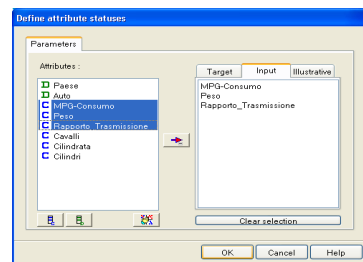 Define attribute statuses
Parameters
Attributes :
Paese
Auto
MPG-Consumo
Peso
Rapporto_Trasmissione
Cavalli
Cilindrata
Cilindri
Target
Input
Illustrative
MPG-Consumo
Peso
Rapporto_Trasmissione
Clear selection
OK
Cancel
Help